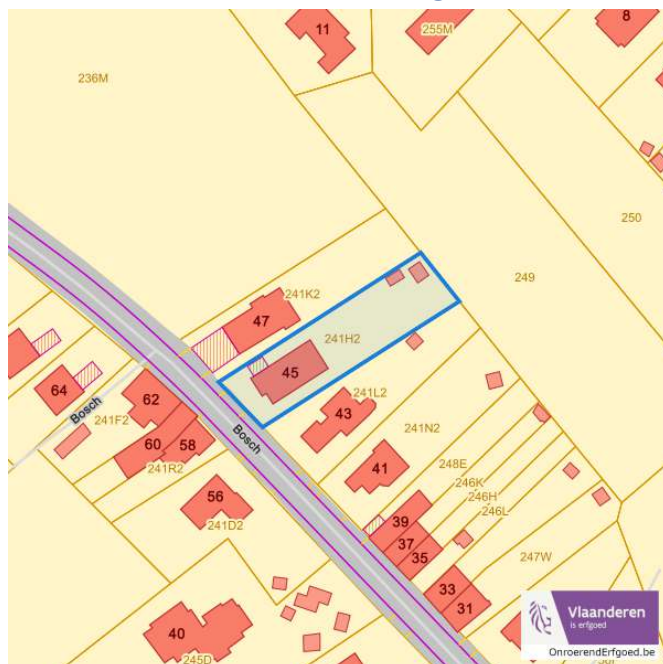 11
255M
8
236M
250
249
241K2
47
241H2
45
64
Bosch
62
241F2
60
58
241R2
Bosch
241L2
43
241N2
41
248E
246K
246H
246L
56
241D2
39
37
35
247W
33
31
40
245D
Vlaanderen
is erfgoed
OnroerendErfgoed.be